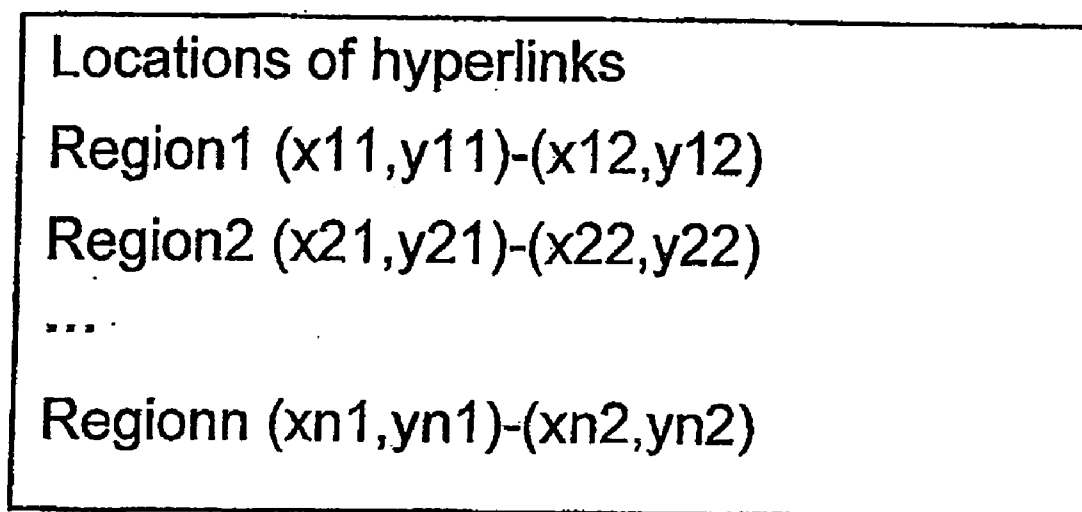 Locations of hyperlinks
Region1 (x11,y11)-(x12,y12)
Region2 (x21,y21)-(x22,y22)
...
Regionn (xn1,yn1)-(xn2,yn2)